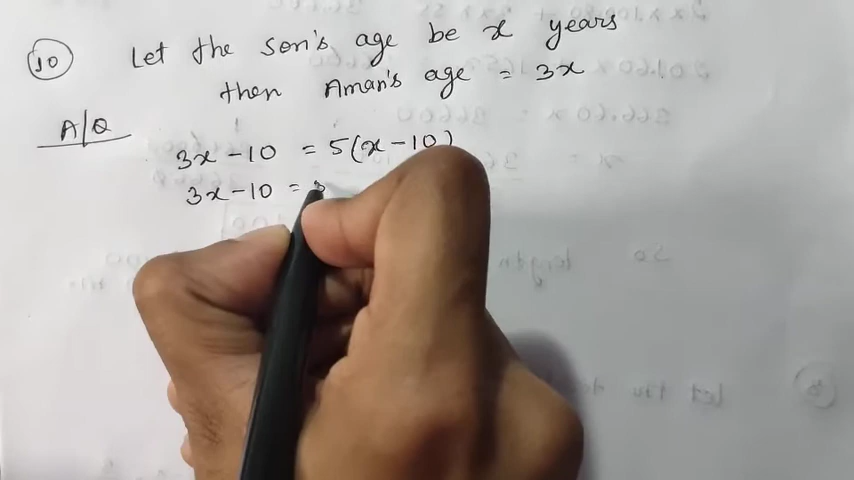 10 Let the son's age be x years
then Aman's age = 3x
A/Q
3x - 10 = 5(x - 10)
3x - 10 =